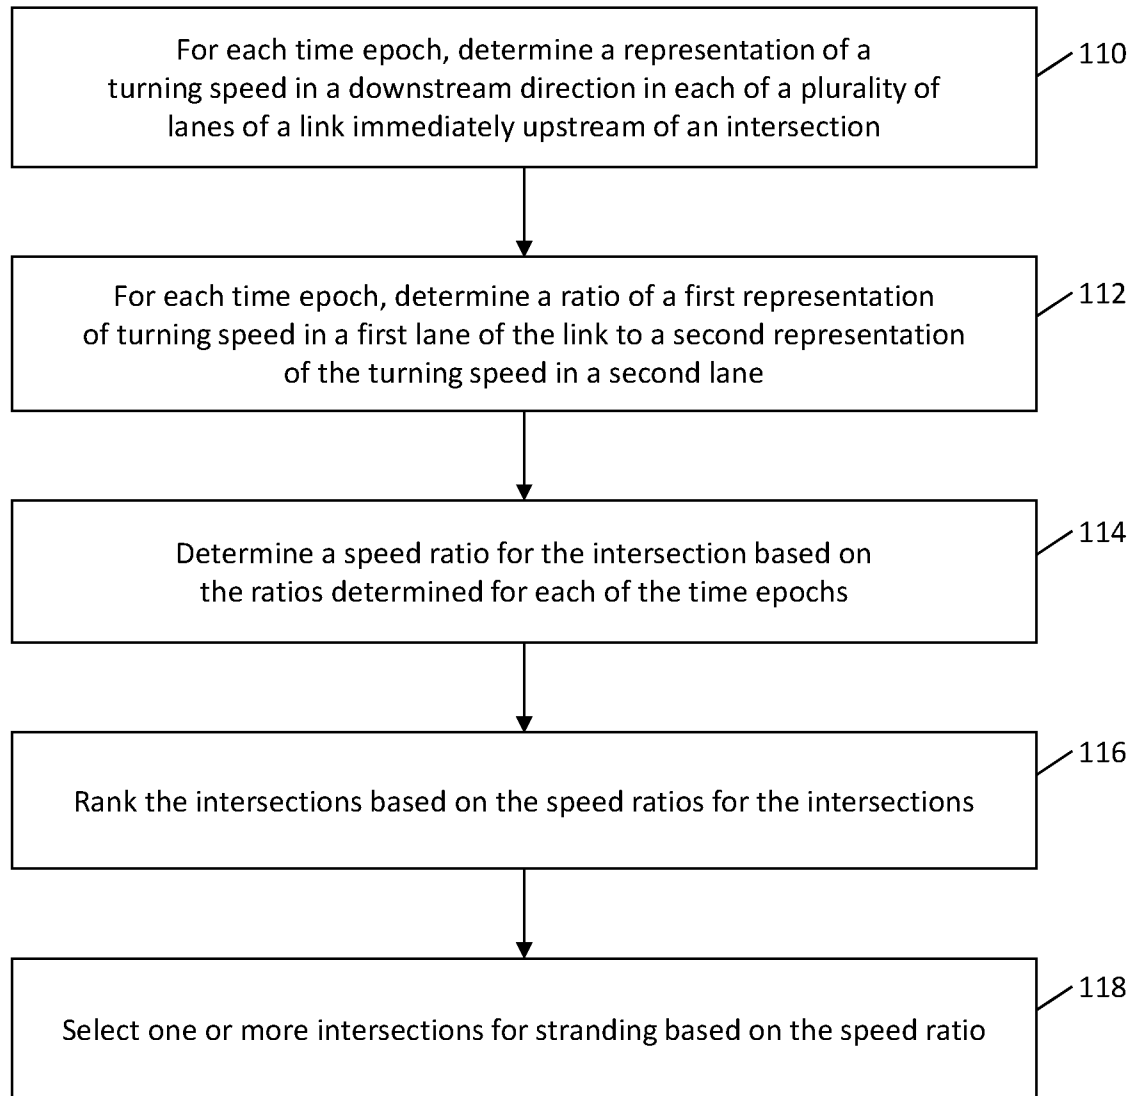 For each time epoch, determine a representation of a
turning speed in a downstream direction in each of a plurality of
lanes of a link immediately upstream of an intersection
110
For each time epoch, determine a ratio of a first representation
of turning speed in a first lane of the link to a second representation
of the turning speed in a second lane
112
Determine a speed ratio for the intersection based on
the ratios determined for each of the time epochs
114
Rank the intersections based on the speed ratios for the intersections
116
Select one or more intersections for stranding based on the speed ratio
118